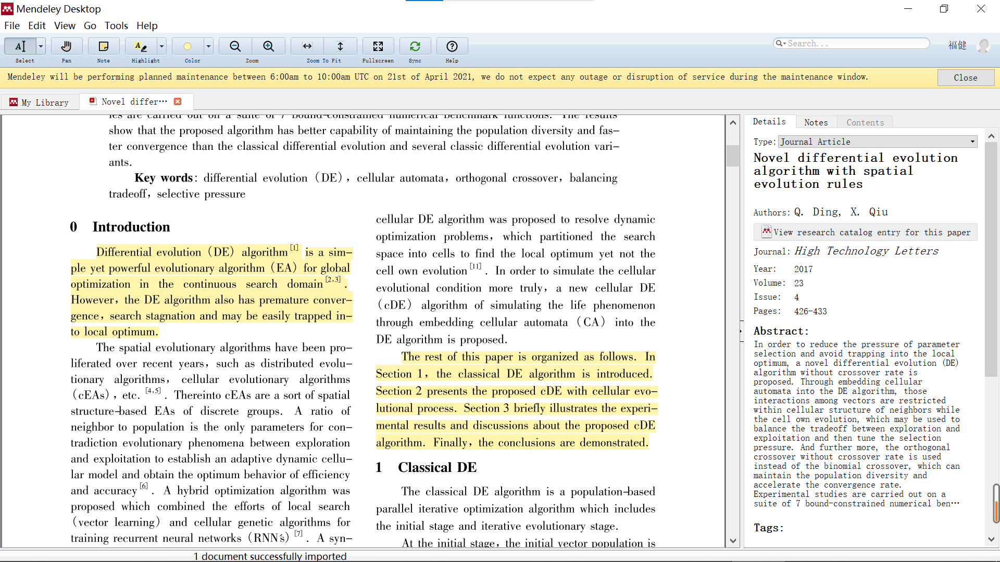 Mendeley Desktop
File Edit View Go Tools Help
Select Pan Note Highlight Color Zoom Zoom To Fit Fullscreen Sync Help
Search...
福健
Mendeley will be performing planned maintenance between 6:00am to 10:00am UTC on 21st of April 2021, we do not expect any outage or disruption of service during the maintenance window.
Close
My Library
Novel differ···
ies are carried out on a suite of 7 bound-constrained numerical benchmark functions. The results
show that the proposed algorithm has better capability of maintaining the population diversity and fas-
ter convergence than the classical differential evolution and several classic differential evolution vari-
ants.
Key words: differential evolution (DE), cellular automata, orthogonal crossover, balancing
tradeoff, selective pressure
0 Introduction
Differential evolution (DE) algorithm[1] is a sim-
ple yet powerful evolutionary algorithm (EA) for global
optimization in the continuous search domain[2,3].
However, the DE algorithm also has premature conver-
gence, search stagnation and may be easily trapped in-
to local optimum.
The spatial evolutionary algorithms have been pro-
liferated over recent years, such as distributed evolu-
tionary algorithms, cellular evolutionary algorithms
(cEAs), etc. [4,5]. Thereinto cEAs are a sort of spatial
structure-based EAs of discrete groups. A ratio of
neighbor to population is the only parameters for con-
tradiction evolutionary phenomena between exploration
and exploitation to establish an adaptive dynamic cellu-
lar model and obtain the optimum behavior of efficiency
and accuracy[6]. A hybrid optimization algorithm was
proposed which combined the efforts of local search
(vector learning) and cellular genetic algorithms for
training recurrent neural networks (RNN's)[7]. A syn-
cellular DE algorithm was proposed to resolve dynamic
optimization problems, which partitioned the search
space into cells to find the local optimum yet not the
cell own evolution[11]. In order to simulate the cellular
evolutional condition more truly, a new cellular DE
(cDE) algorithm of simulating the life phenomenon
through embedding cellular automata (CA) into the
DE algorithm is proposed.
The rest of this paper is organized as follows. In
Section 1, the classical DE algorithm is introduced.
Section 2 presents the proposed cDE with cellular evo-
lutional process. Section 3 briefly illustrates the experi-
mental results and discussions about the proposed cDE
algorithm. Finally, the conclusions are demonstrated.
1 Classical DE
The classical DE algorithm is a population-based
parallel iterative optimization algorithm which includes
the initial stage and iterative evolutionary stage.
At the initial stage, the initial vector population is
Details Notes Contents
Type: Journal Article
Novel differential evolution
algorithm with spatial
evolution rules
Authors: Q. Ding, X. Qiu
View research catalog entry for this paper
Journal: High Technology Letters
Year: 2017
Volume: 23
Issue: 4
Pages: 426-433
Abstract:
In order to reduce the pressure of parameter
selection and avoid trapping into the local
optimum, a novel differential evolution (DE)
algorithm without crossover rate is
proposed. Through embedding cellular
automata into the DE algorithm, those
interactions among vectors are restricted
within cellular structure of neighbors while
the cell own evolution, which may be used to
balance the tradeoff between exploration and
exploitation and then tune the selection
pressure. And further more, the orthogonal
crossover without crossover rate is used
instead of the binomial crossover, which can
maintain the population diversity and
accelerate the convergence rate.
Experimental studies are carried out on a
suite of 7 bound-constrained numerical ben···
Tags:
1 document successfully imported